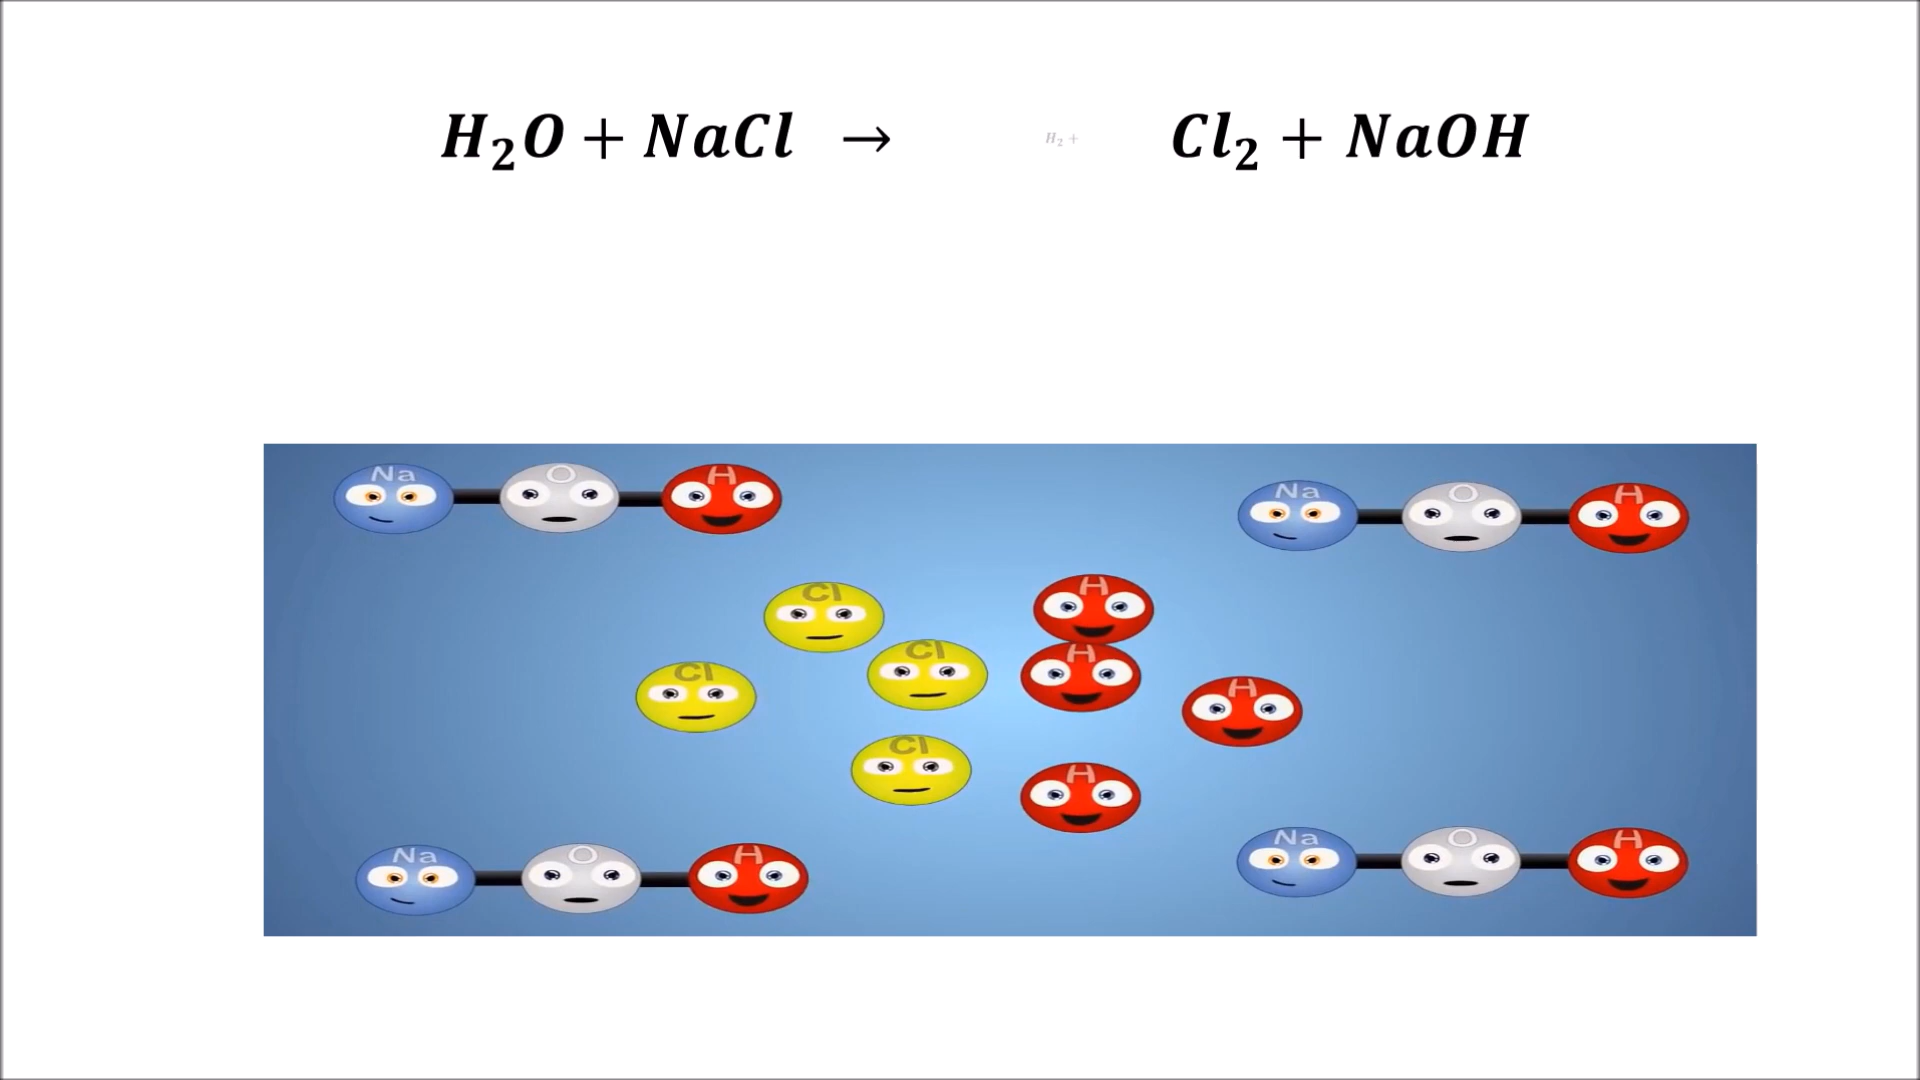 H₂O + NaCl → H₂ + Cl₂ + NaOH
Na O H
Na O H
Cl
H
Cl
H
Cl
H
Cl
H
Na O H
Na O H